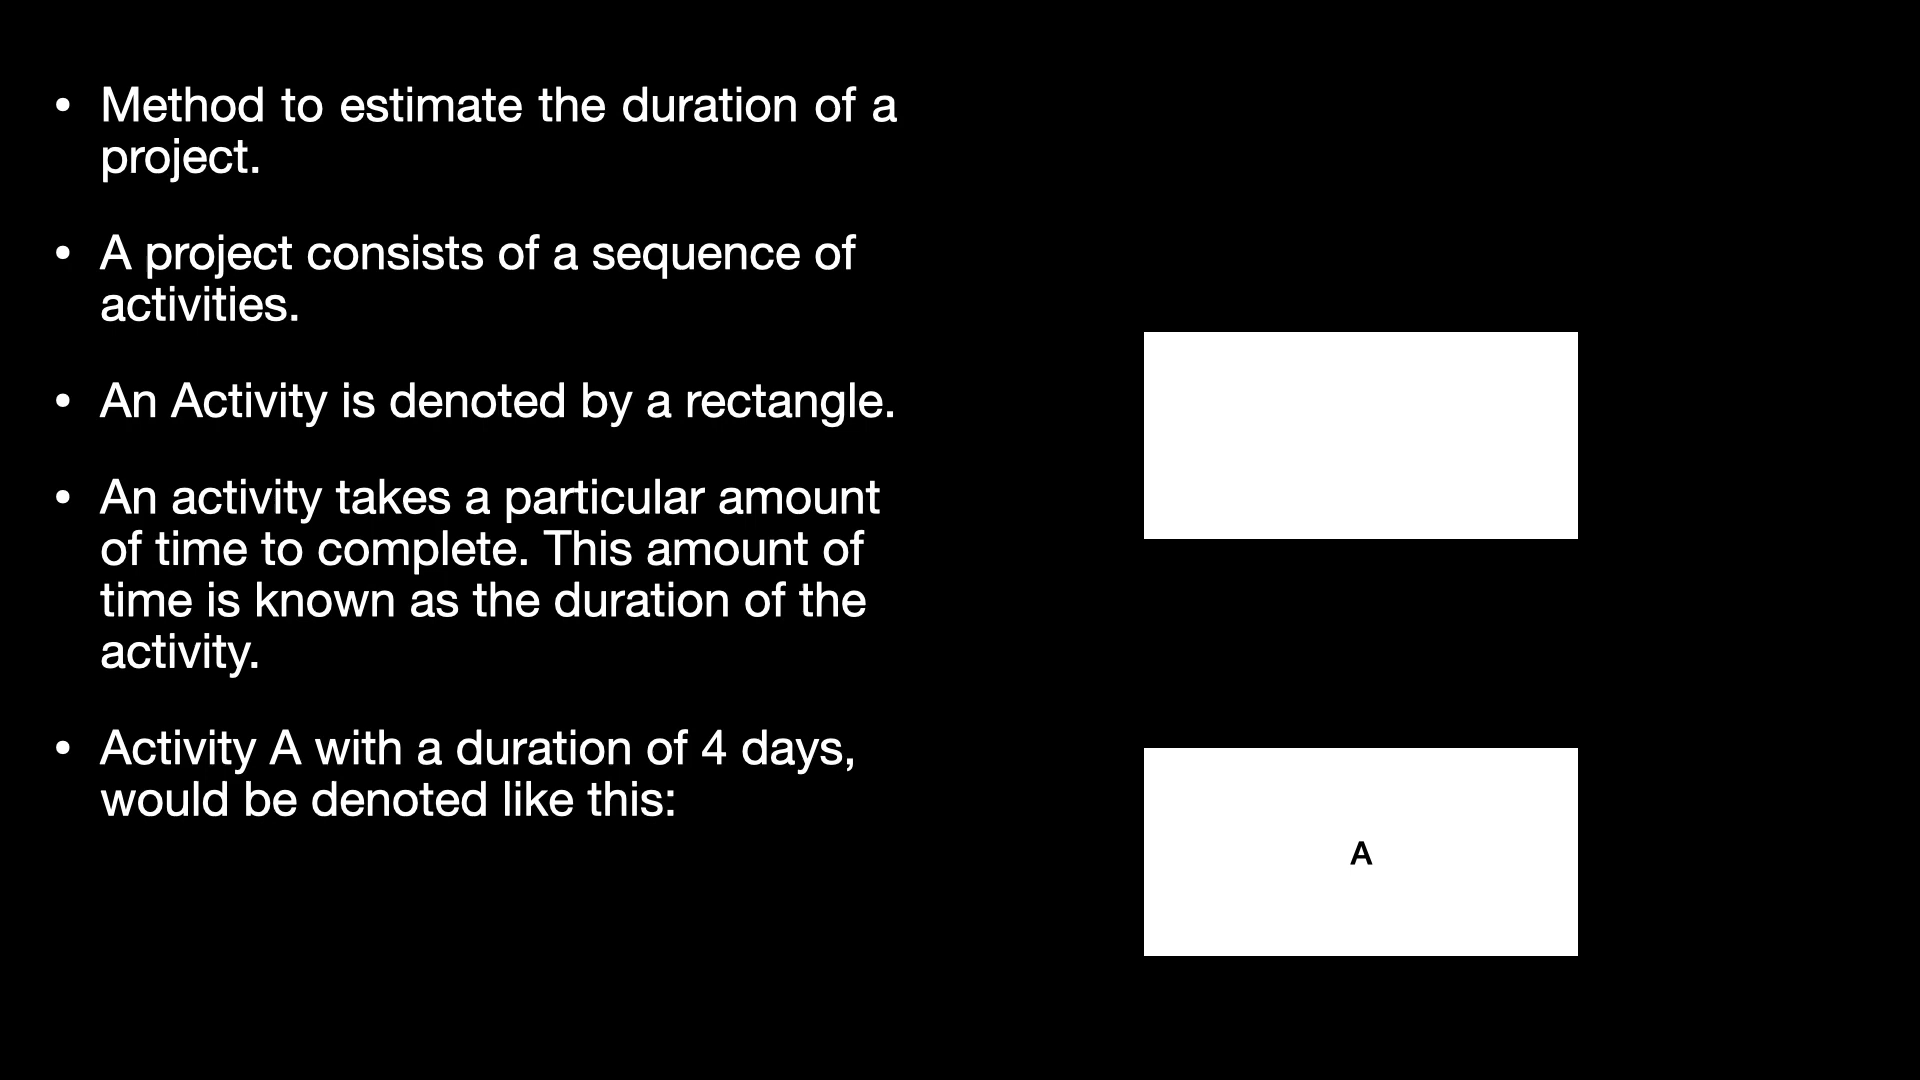 • Method to estimate the duration of a
project.
• A project consists of a sequence of
activities.
• An Activity is denoted by a rectangle.
• An activity takes a particular amount
of time to complete. This amount of
time is known as the duration of the
activity.
• Activity A with a duration of 4 days,
would be denoted like this:
A